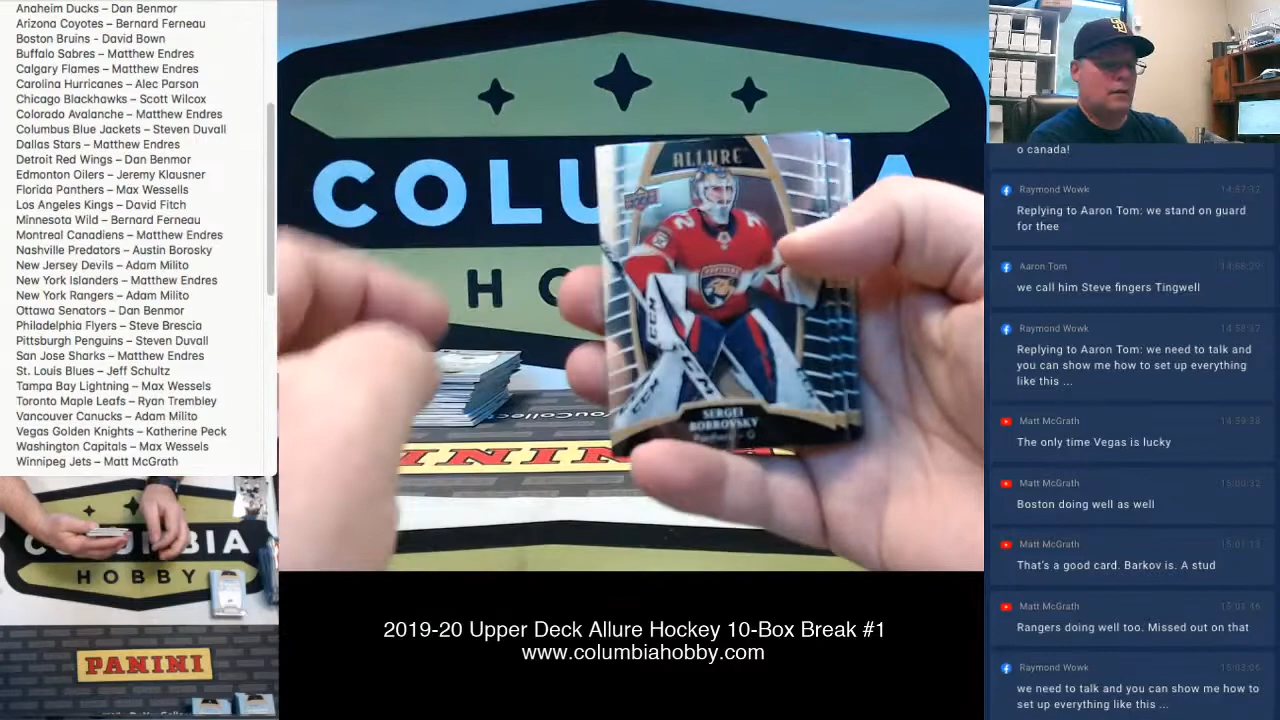 Anaheim Ducks – Dan Benmor
Arizona Coyotes – Bernard Ferneau
Boston Bruins - David Bown
Buffalo Sabres – Matthew Endres
Calgary Flames – Matthew Endres
Carolina Hurricanes – Alec Parson
Chicago Blackhawks – Scott Wilcox
Colorado Avalanche – Matthew Endres
Columbus Blue Jackets – Steven Duvall
Dallas Stars – Matthew Endres
Detroit Red Wings – Dan Benmor
Edmonton Oilers – Jeremy Klausner
Florida Panthers – Max Wessells
Los Angeles Kings – David Fitch
Minnesota Wild – Bernard Ferneau
Montreal Canadiens – Matthew Endres
Nashville Predators – Austin Borosky
New Jersey Devils – Adam Milito
New York Islanders – Matthew Endres
New York Rangers – Adam Milito
Ottawa Senators – Dan Benmor
Philadelphia Flyers – Steve Brescia
Pittsburgh Penguins – Steven Duvall
San Jose Sharks – Matthew Endres
St. Louis Blues – Jeff Schultz
Tampa Bay Lightning – Max Wessels
Toronto Maple Leafs – Ryan Trembley
Vancouver Canucks – Adam Milito
Vegas Golden Knights – Katherine Peck
Washington Capitals – Max Wessels
Winnipeg Jets – Matt McGrath
COLUMBIA
HOBBY
PANINI
COLU
A
HO
ALLURE
72
CCM
SERGEI
BOBROVSKY
YouCollect
PANINI
2019-20 Upper Deck Allure Hockey 10-Box Break #1
www.columbiahobby.com
o canada!
Raymond Wowk
Replying to Aaron Tom: we stand on guard
for thee
Aaron Tom
we call him Steve fingers Tingwell
Raymond Wowk
Replying to Aaron Tom: we need to talk and
you can show me how to set up everything
like this ...
Matt McGrath
The only time Vegas is lucky
Matt McGrath
Boston doing well as well
Matt McGrath
That's a good card. Barkov is. A stud
Matt McGrath
Rangers doing well too. Missed out on that
Raymond Wowk
we need to talk and you can show me how to
set up everything like this ...